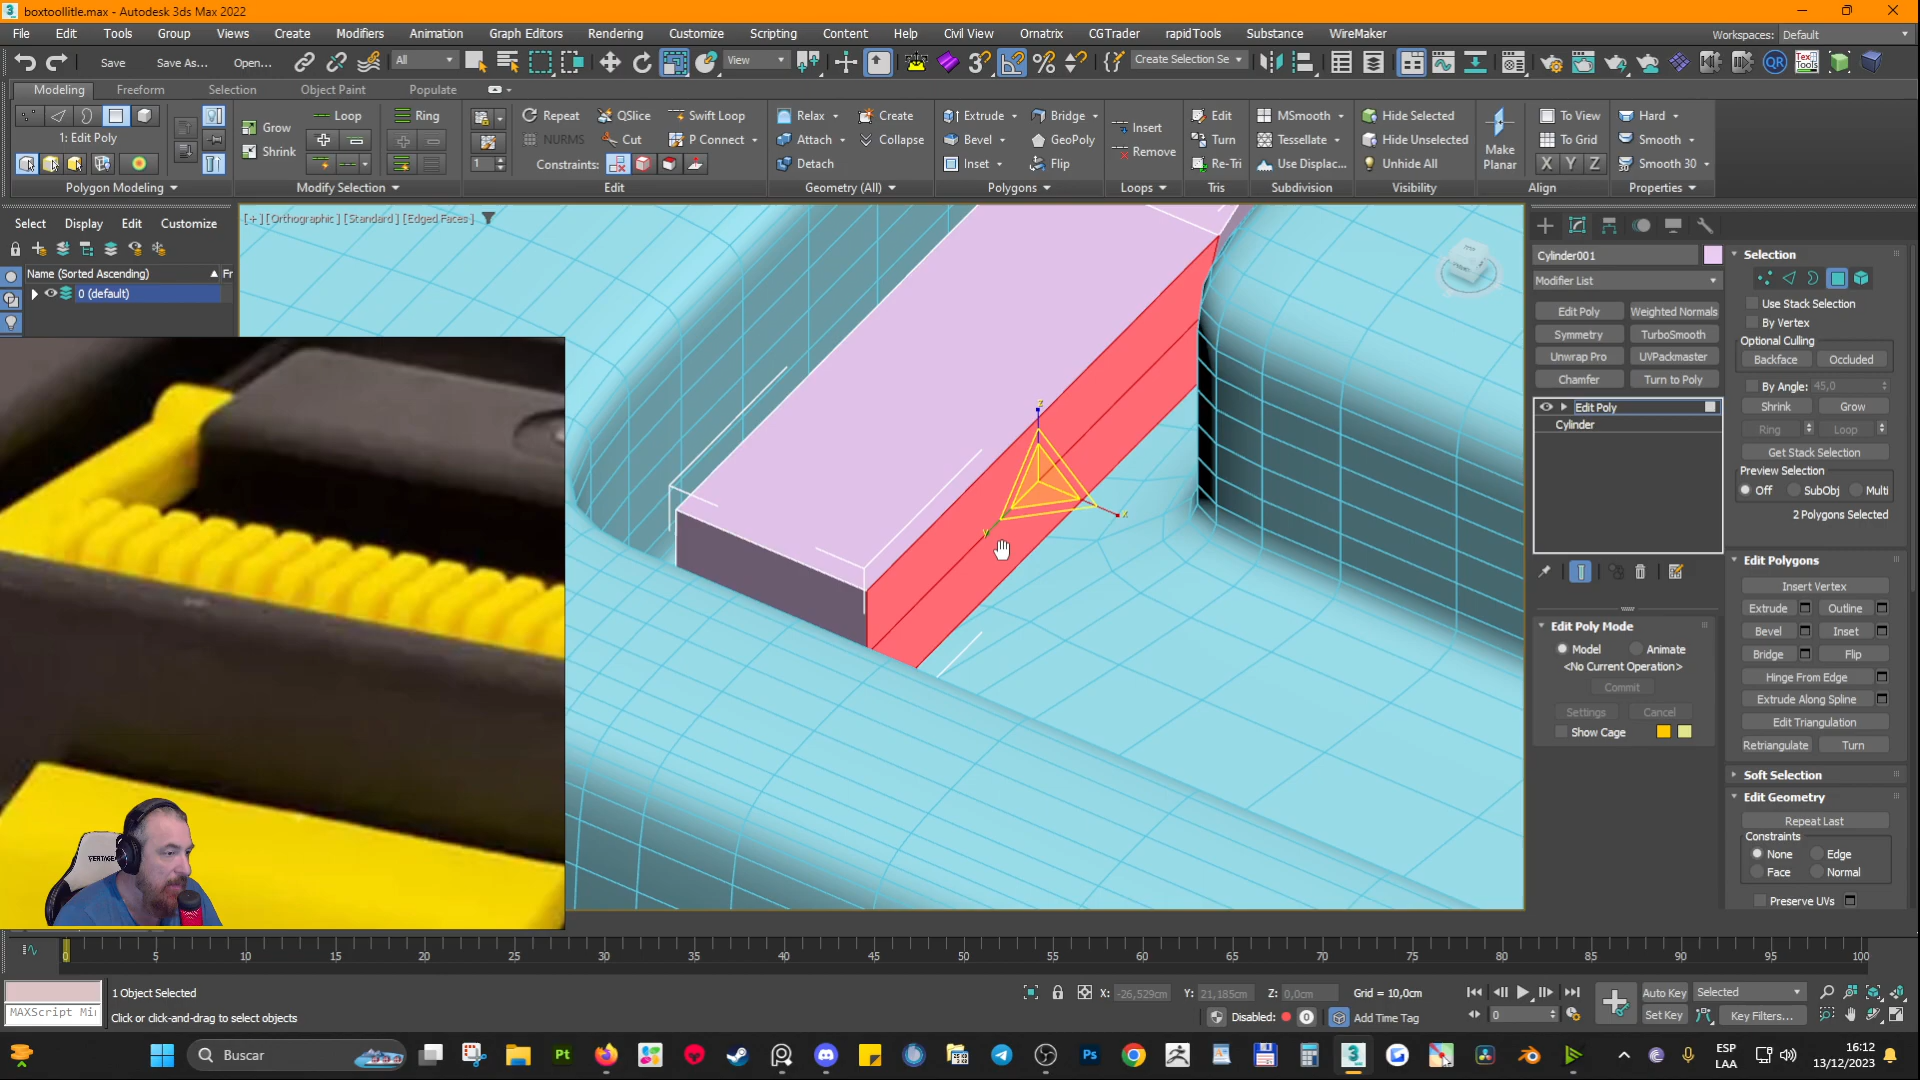 boxtoollitle.max - Autodesk 3ds Max 2022
File Edit Tools Group Views Create Modifiers Animation Graph Editors Rendering Customize Scripting Content Help Civil View Ornatrix CGTrader rapidTools Substance WireMaker Workspaces: Default
Save Save As... Open... All View Create Selection Se
Modeling Freeform Selection Object Paint Populate
1: Edit Poly
Polygon Modeling
Grow Shrink Loop Ring
Modify Selection
Repeat QSlice Swift Loop
NURMS Cut P Connect
1 Constraints:
Edit
Relax Create
Attach Collapse
Detach
Geometry (All)
Extrude Bridge
Bevel GeoPoly
Inset Flip
Polygons
Insert
Remove
Loops
Edit
Turn
Re-Tri
Tris
MSmooth
Tessellate
Use Displac...
Subdivision
Hide Selected
Hide Unselected
Unhide All
Visibility
Make
Planar
To View
To Grid
X Y Z
Align
Hard
Smooth
Smooth 30
Properties
Select Display Edit Customize
Name (Sorted Ascending) Fr
0 (default)
[+] [Orthographic] [Standard] [Edged Faces]
z
x
y
VERTAGE
Cylinder001
Modifier List
Edit Poly Weighted Normals
Symmetry TurboSmooth
Unwrap Pro UVPackmaster
Chamfer Turn to Poly
Edit Poly
Cylinder
Edit Poly Mode
Model Animate
<No Current Operation>
Commit
Settings Cancel
Show Cage
Selection
Use Stack Selection
By Vertex
Optional Culling
Backface Occluded
By Angle: 45,0
Shrink Grow
Ring Loop
Get Stack Selection
Preview Selection
Off SubObj Multi
2 Polygons Selected
Edit Polygons
Insert Vertex
Extrude Outline
Bevel Inset
Bridge Flip
Hinge From Edge
Extrude Along Spline
Edit Triangulation
Retriangulate Turn
Soft Selection
Edit Geometry
Repeat Last
Constraints
None Edge
Face Normal
Preserve UVs
0 5 10 15 20 25 30 35 40 45 50 55 60 65 70 75 80 85 90 95 100
MAXScript Mi
1 Object Selected
Click or click-and-drag to select objects
X: -26,529cm Y: 21,185cm Z: 0,0cm Grid = 10,0cm
Disabled: 0 Add Time Tag
0
Auto Key Selected
Set Key Key Filters...
Buscar
ESP
LAA
16:12
13/12/2023